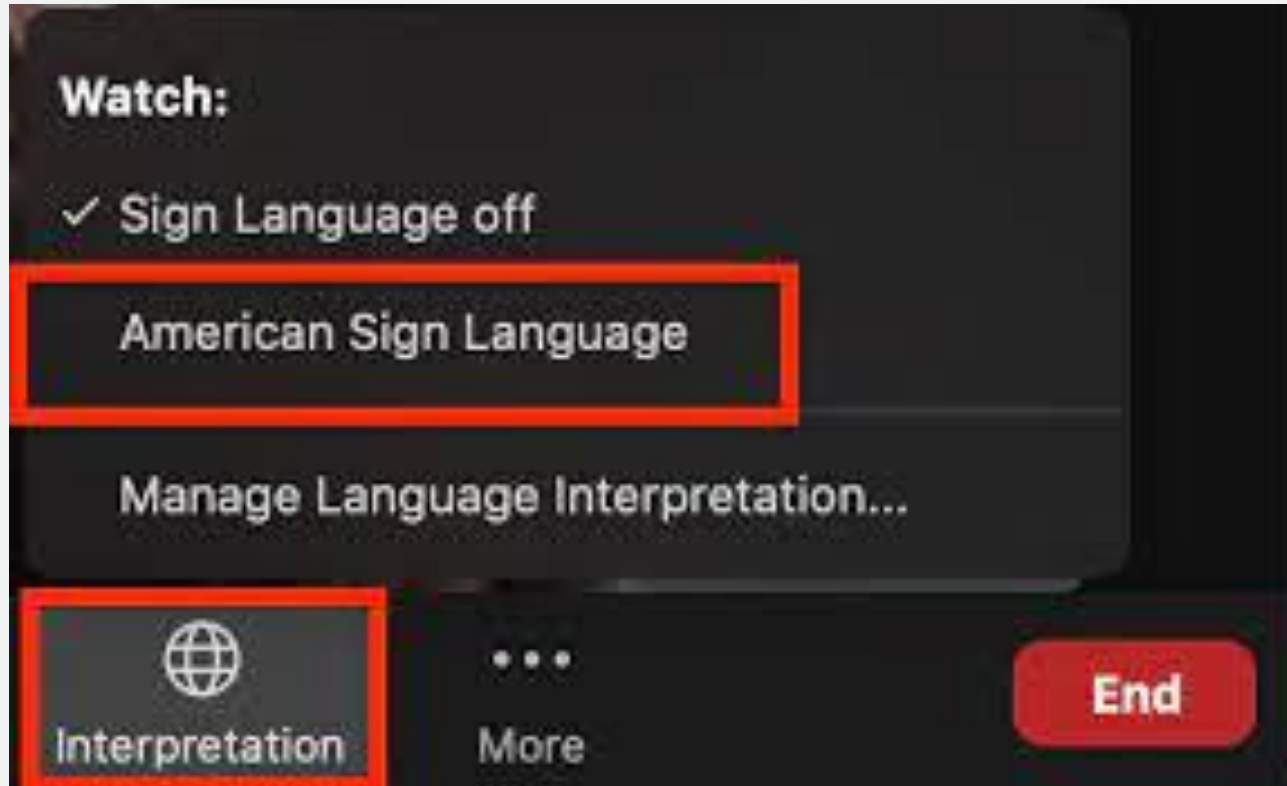 Watch:
✓ Sign Language off
American Sign Language
Manage Language Interpretation...
Interpretation
More
End